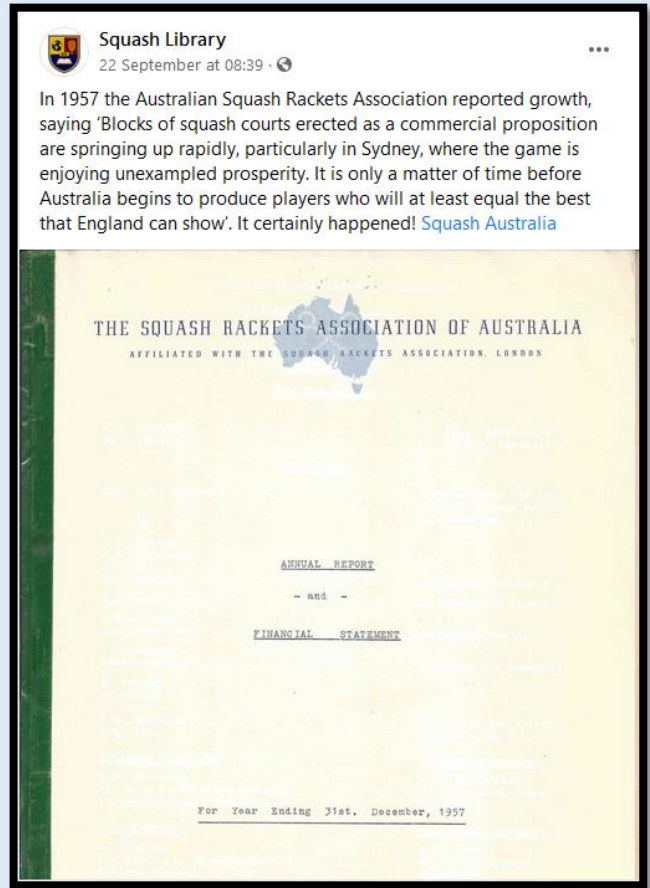 Squash Library
22 September at 08:39 ·
In 1957 the Australian Squash Rackets Association reported growth,
saying ‘Blocks of squash courts erected as a commercial proposition
are springing up rapidly, particularly in Sydney, where the game is
enjoying unexampled prosperity. It is only a matter of time before
Australia begins to produce players who will at least equal the best
that England can show’. It certainly happened! Squash Australia
THE SQUASH RACKETS ASSOCIATION OF AUSTRALIA
AFFILIATED WITH THE SQUASH RACKETS ASSOCIATION, LONDON
ANNUAL REPORT
- and -
FINANCIAL STATEMENT
For Year Ending 31st. December, 1957